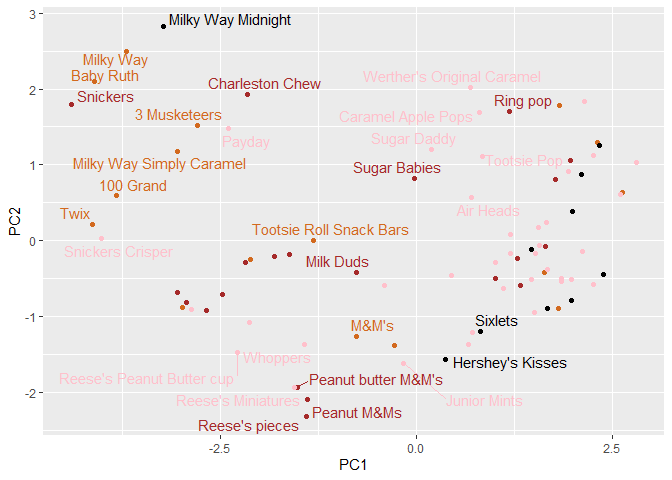 3
Milky Way Midnight
Milky Way
Baby Ruth
Snickers
Charleston Chew
Werther's Original Caramel
2
3 Musketeers
Payday
Caramel Apple Pops
Ring pop
Sugar Daddy
Milky Way Simply Caramel
Sugar Babies
Tootsie Pop
1
100 Grand
Twix
Air Heads
Snickers Crisper
Tootsie Roll Snack Bars
PC2
0
Milk Duds
-1
M&M's
Sixlets
Whoppers
Hershey's Kisses
Reese's Peanut Butter cup
Peanut butter M&M's
-2
Reese's Miniatures
Junior Mints
Peanut M&Ms
Reese's pieces
-2.5
0.0
2.5
PC1